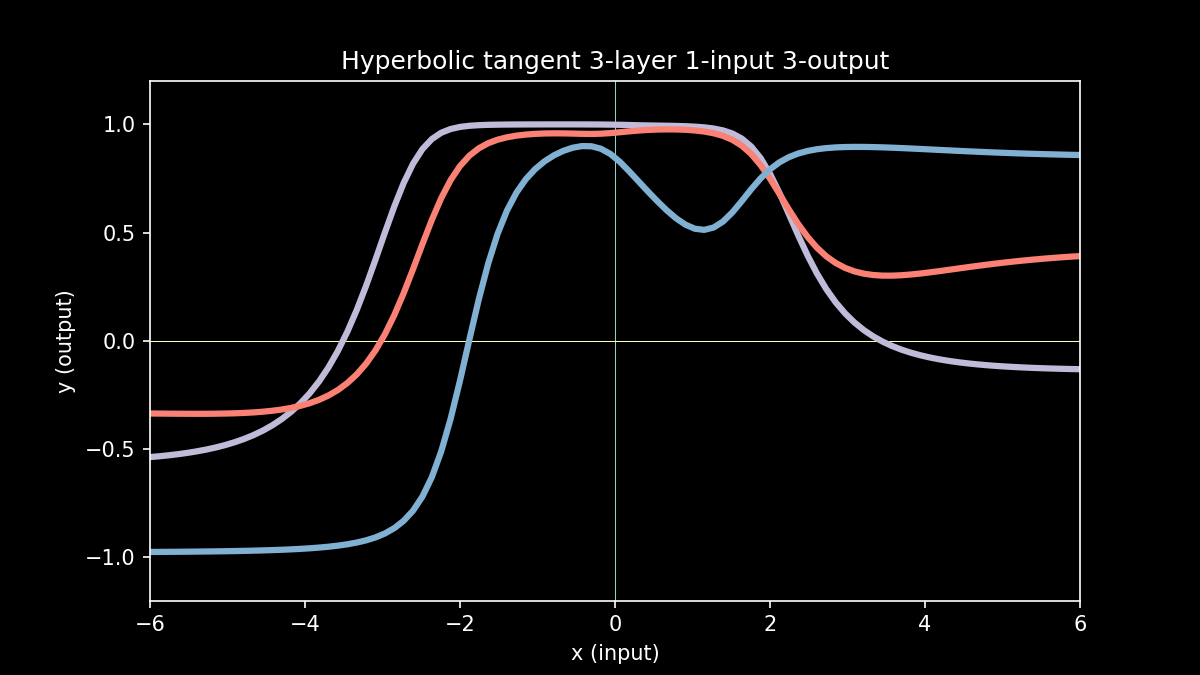 Hyperbolic tangent 3-layer 1-input 3-output
1.0
0.5
0.0
−0.5
−1.0
y (output)
−6 −4 −2 0 2 4 6
x (input)